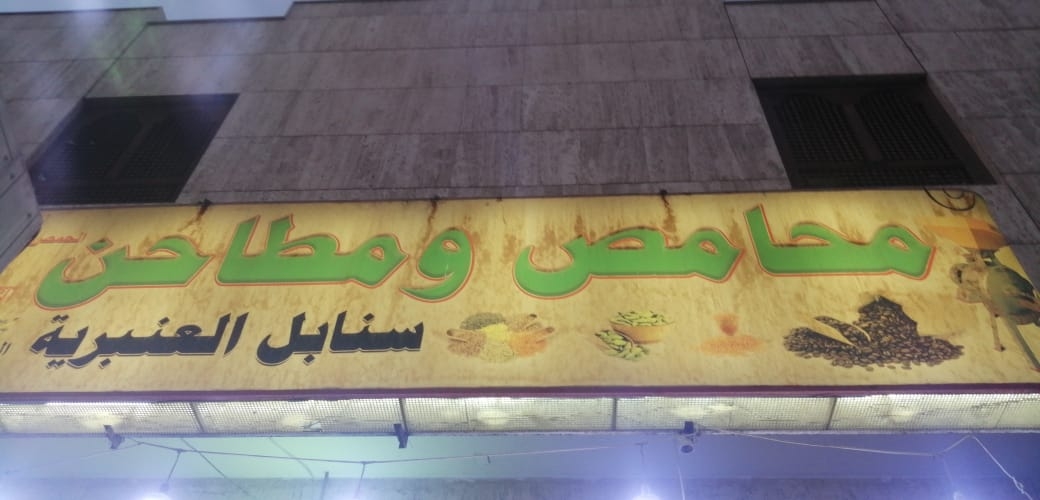 محامص ومطاحن
سنابل العنبرية